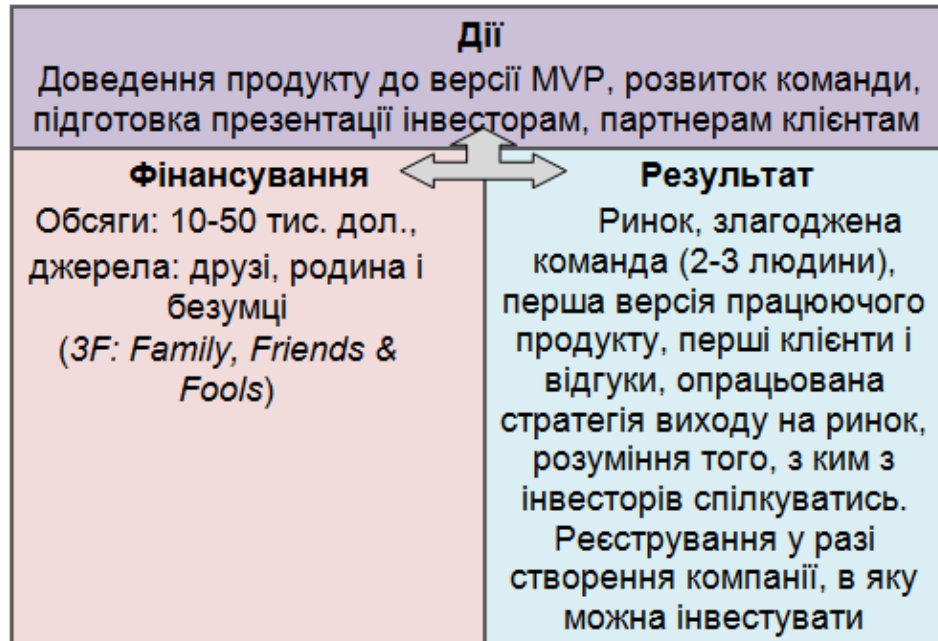 Дії
Доведення продукту до версії MVP, розвиток команди,
підготовка презентації інвесторам, партнерам клієнтам
Фінансування
Обсяги: 10-50 тис. дол.,
джерела: друзі, родина і
безумці
(3F: Family, Friends &
Fools)
Результат
Ринок, злагоджена
команда (2-3 людини),
перша версія працюючого
продукту, перші клієнти і
відгуки, опрацьована
стратегія виходу на ринок,
розуміння того, з ким з
інвесторів спілкуватись.
Реєстрування у разі
створення компанії, в яку
можна інвестувати